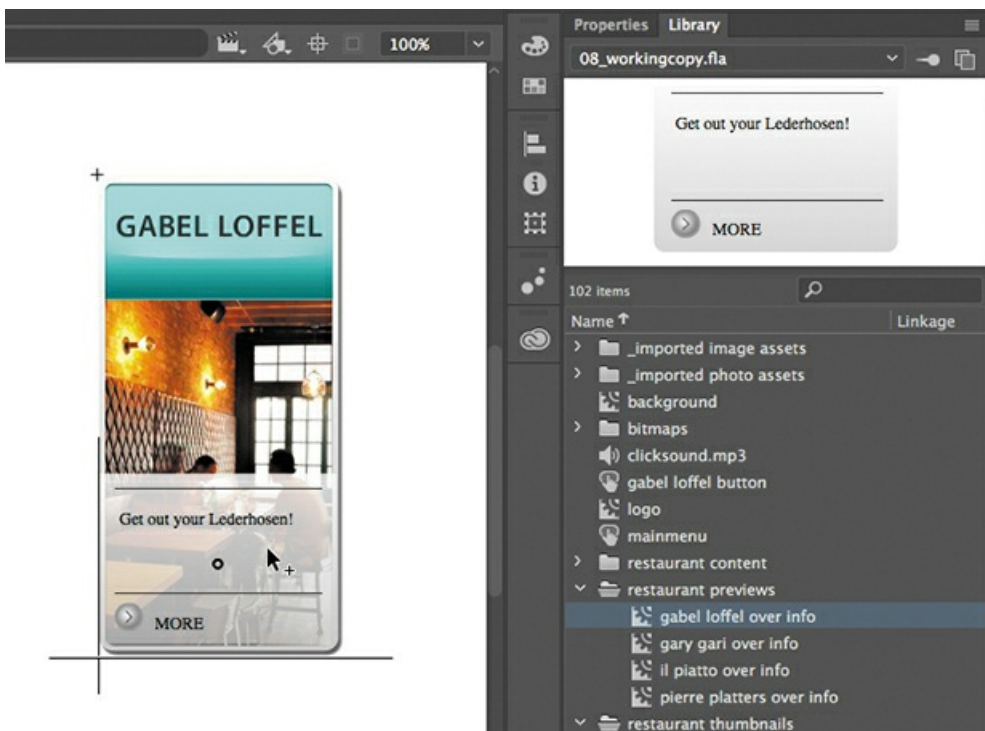 100%
GABEL LOFFEL
Get out your Lederhosen!
MORE
Properties Library
08_workingcopy.fla
Get out your Lederhosen!
MORE
102 items
Name Linkage
_imported image assets
_imported photo assets
background
bitmaps
clicksound.mp3
gabel loffel button
logo
mainmenu
restaurant content
restaurant previews
gabel loffel over info
gary gari over info
il piatto over info
pierre platters over info
restaurant thumbnails